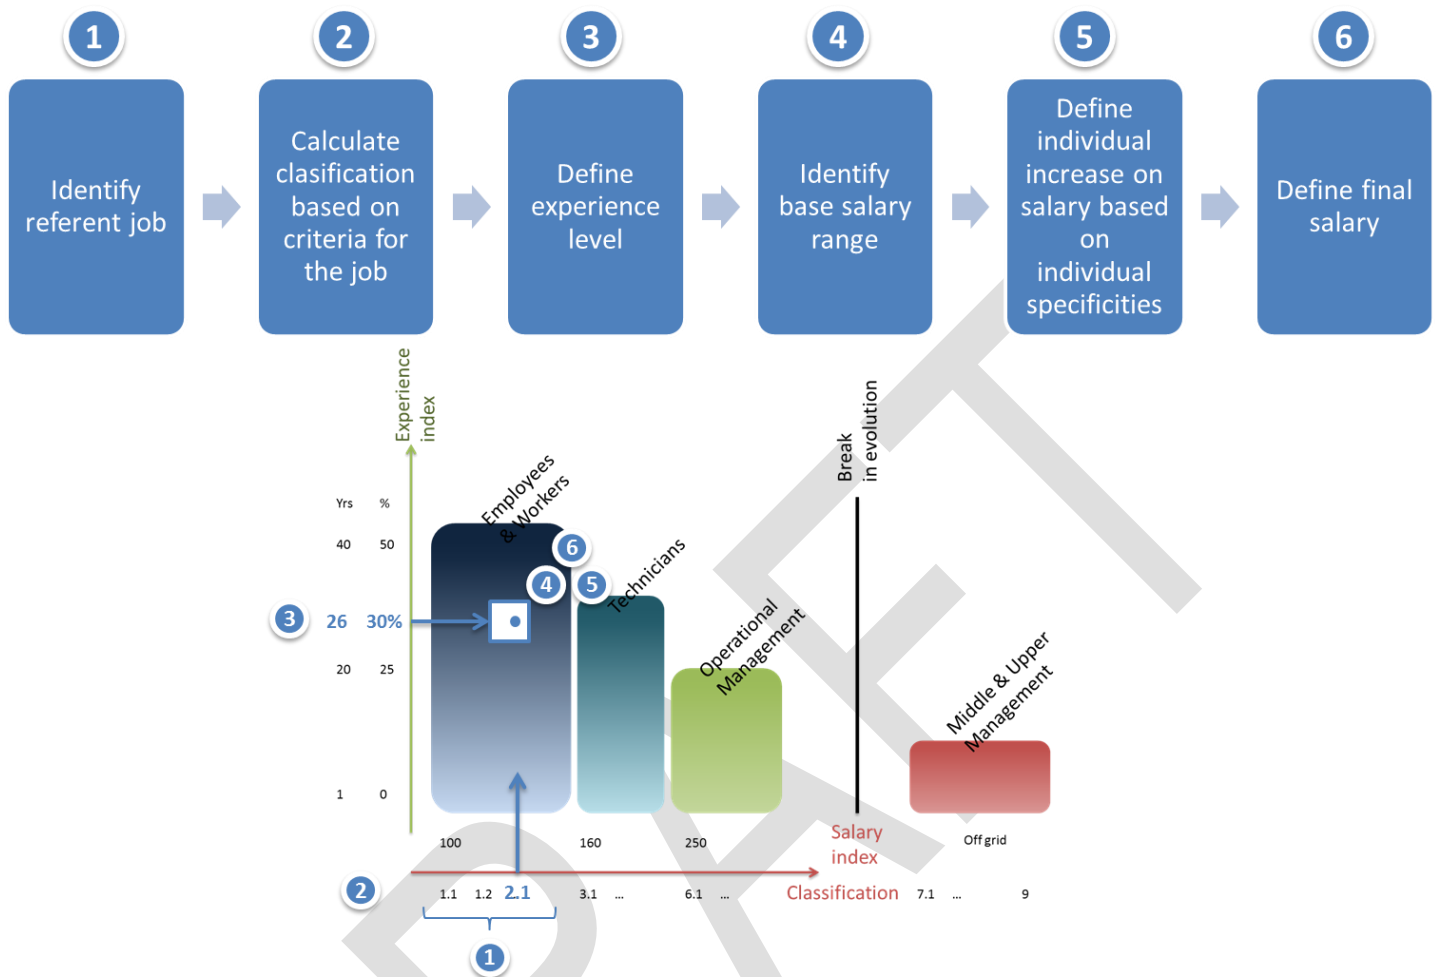 1
2
3
4
5
6
Identify
referent job
Calculate
clasification
based on
criteria for
the job
Define
experience
level
Identify
base salary
range
Define
individual
increase on
salary based
on
individual
specificities
Define final
salary
Experience
index
Break
in evolution
Employees
& Workers
Technicians
Operational
Management
Middle & Upper
Management
Yrs %
40 50
6
4
5
3 26 30%
20 25
1 0
100 160 250
Salary
index
Off grid
2 1.1 1.2 2.1 3.1 ... 6.1 ... Classification 7.1 ... 9
1
DRAFT